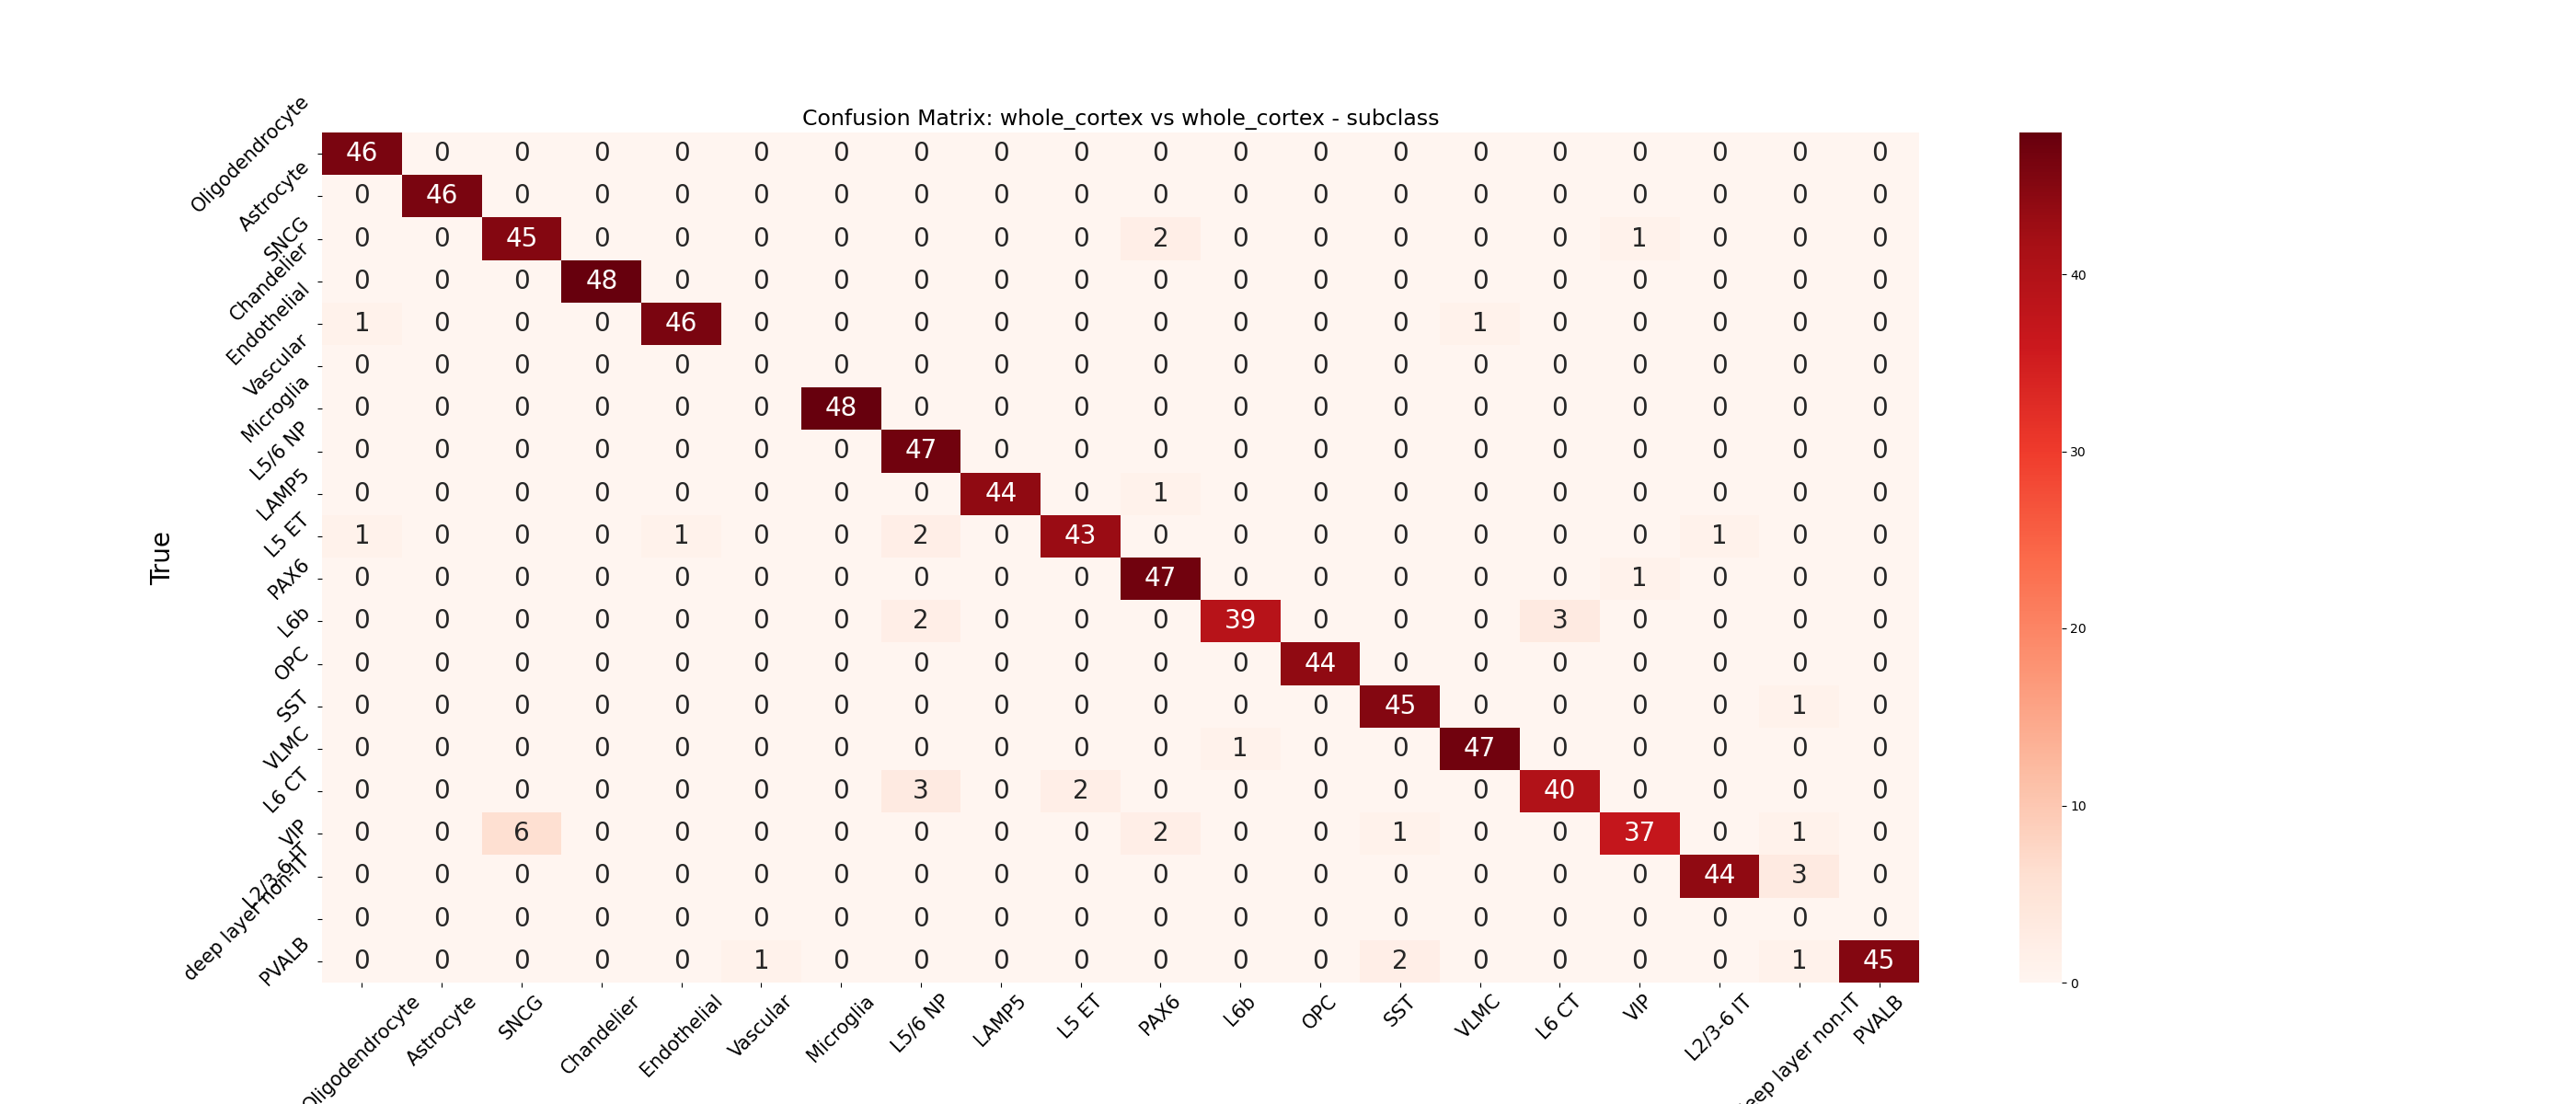 Confusion Matrix: whole_cortex vs whole_cortex - subclass
True
Oligodendrocyte 46 0 0 0 0 0 0 0 0 0 0 0 0 0 0 0 0 0 0 0
Astrocyte 0 46 0 0 0 0 0 0 0 0 0 0 0 0 0 0 0 0 0 0
SNCG 0 0 45 0 0 0 0 0 0 0 2 0 0 0 0 0 1 0 0 0
Chandelier 0 0 0 48 0 0 0 0 0 0 0 0 0 0 0 0 0 0 0 0
Endothelial 1 0 0 0 46 0 0 0 0 0 0 0 0 0 1 0 0 0 0 0
Vascular 0 0 0 0 0 0 0 0 0 0 0 0 0 0 0 0 0 0 0 0
Microglia 0 0 0 0 0 0 48 0 0 0 0 0 0 0 0 0 0 0 0 0
L5/6 NP 0 0 0 0 0 0 0 47 0 0 0 0 0 0 0 0 0 0 0 0
LAMP5 0 0 0 0 0 0 0 0 44 0 1 0 0 0 0 0 0 0 0 0
L5 ET 1 0 0 0 1 0 0 2 0 43 0 0 0 0 0 0 0 1 0 0
PAX6 0 0 0 0 0 0 0 0 0 0 47 0 0 0 0 0 1 0 0 0
L6b 0 0 0 0 0 0 0 2 0 0 0 39 0 0 0 3 0 0 0 0
OPC 0 0 0 0 0 0 0 0 0 0 0 0 44 0 0 0 0 0 0 0
SST 0 0 0 0 0 0 0 0 0 0 0 0 0 45 0 0 0 0 1 0
VLMC 0 0 0 0 0 0 0 0 0 0 0 1 0 0 47 0 0 0 0 0
L6 CT 0 0 0 0 0 0 0 3 0 2 0 0 0 0 0 40 0 0 0 0
VIP 0 0 6 0 0 0 0 0 0 0 2 0 0 1 0 0 37 0 1 0
L2/3-6 IT 0 0 0 0 0 0 0 0 0 0 0 0 0 0 0 0 0 44 3 0
deep layer non-IT 0 0 0 0 0 0 0 0 0 0 0 0 0 0 0 0 0 0 0 0
PVALB 0 0 0 0 0 1 0 0 0 0 0 0 0 2 0 0 0 0 1 45
Oligodendrocyte Astrocyte SNCG Chandelier Endothelial Vascular Microglia L5/6 NP LAMP5 L5 ET PAX6 L6b OPC SST VLMC L6 CT VIP L2/3-6 IT layer non-IT PVALB
40
30
20
10
0